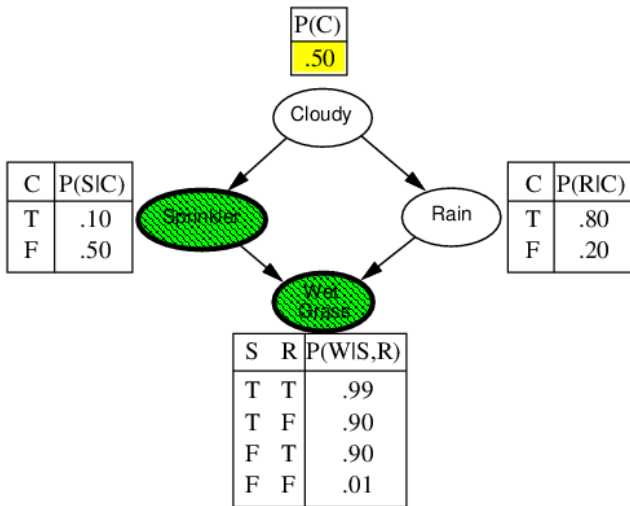 P(C)
.50
Cloudy
C P(S|C)
T .10
F .50
Sprinkler
Rain
C P(R|C)
T .80
F .20
Wet
Grass
S R P(W|S,R)
T T .99
T F .90
F T .90
F F .01